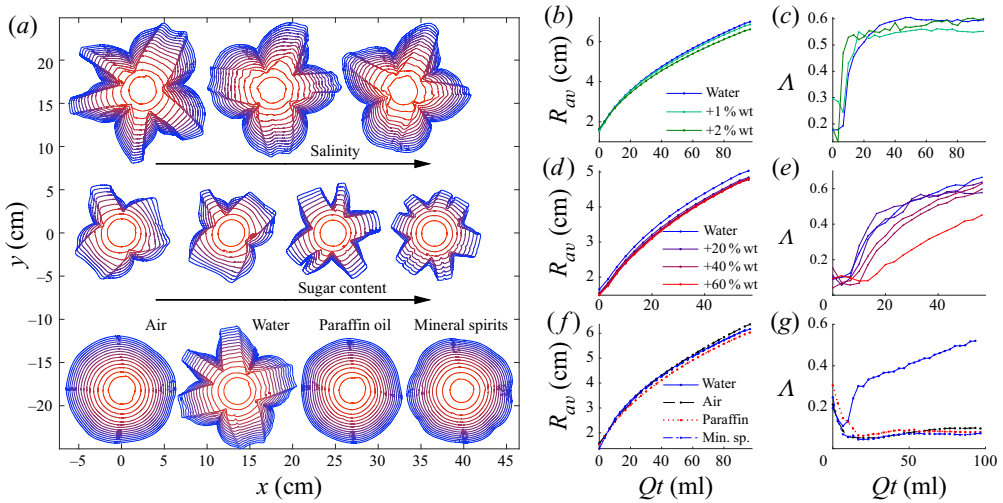 (a)
20
15
10
5
0
−5
−10
−15
−20
y (cm)
Salinity
Sugar content
Air Water Paraffin oil Mineral spirits
−5 0 5 10 15 20 25 30 35 40 45
x (cm)
(b)
6
4
2
R_av (cm)
Water
+1 % wt
+2 % wt
0 20 40 60 80
(c)
0.6
0.5
0.4
0.3
0.2
Λ
0 20 40 60 80
(d)
5
4
3
2
R_av (cm)
Water
+20 % wt
+40 % wt
+60 % wt
0 20 40
(e)
0.8
0.6
0.4
0.2
0
Λ
0 20 40
(f)
6
5
4
3
2
R_av (cm)
Water
Air
Paraffin
Min. sp.
0 20 40 60 80
Qt (ml)
(g)
0.6
0.4
0.2
0
Λ
0 50 100
Qt (ml)